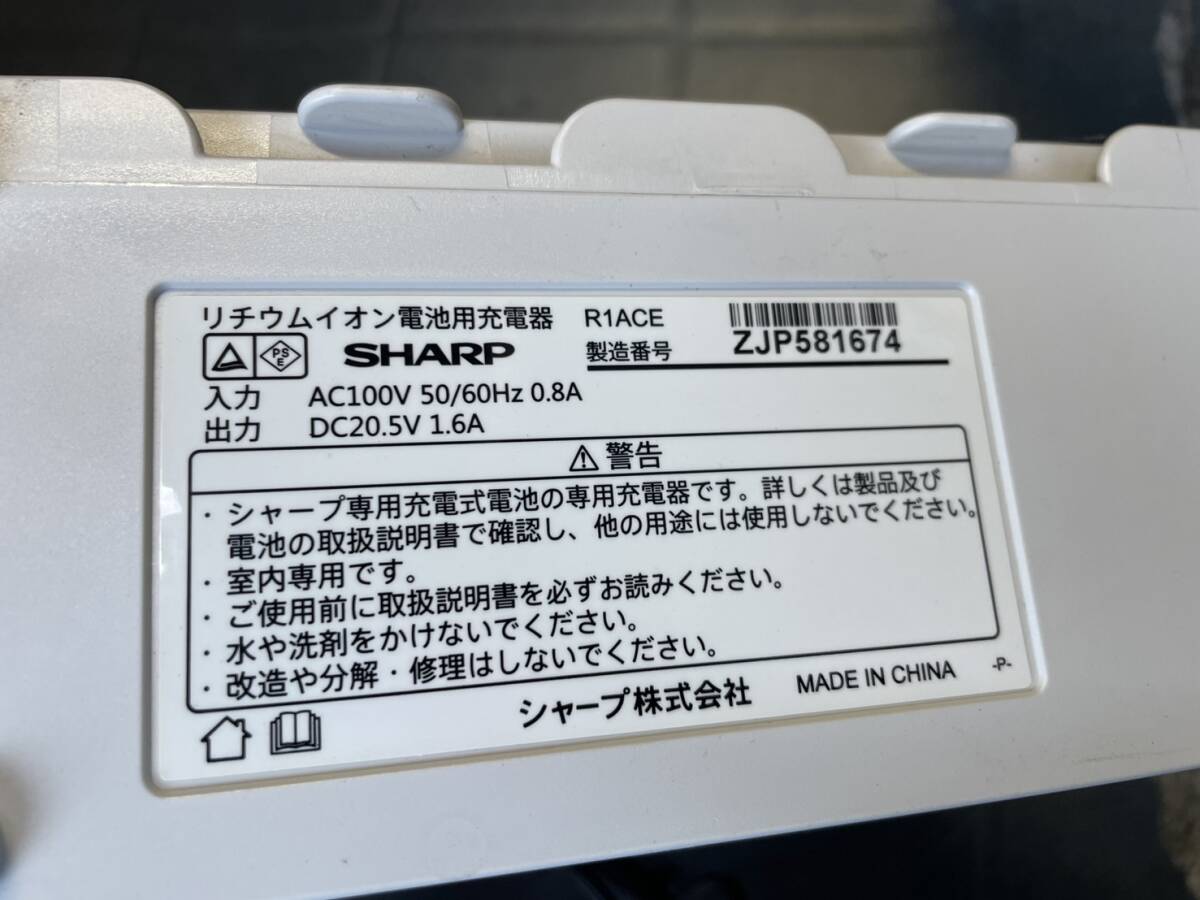 リチウムイオン電池用充電器 R1ACE
PSE SHARP 製造番号 ZJP581674
入力 AC100V 50/60Hz 0.8A
出力 DC20.5V 1.6A
⚠警告
・シャープ専用充電式電池の専用充電器です。詳しくは製品及び
電池の取扱説明書で確認し、他の用途には使用しないでください。
・室内専用です。
・ご使用前に取扱説明書を必ずお読みください。
・水や洗剤をかけないでください。
・改造や分解・修理はしないでください。
シャープ株式会社 MADE IN CHINA -P-